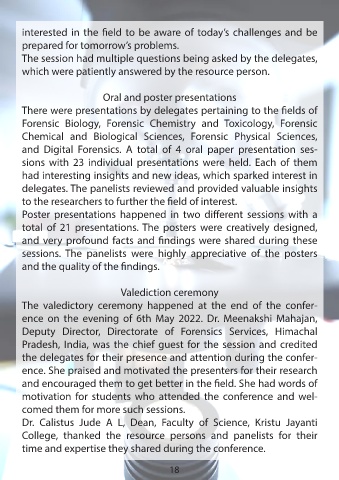 interested in the field to be aware of today's challenges and be
prepared for tomorrow's problems.
The session had multiple questions being asked by the delegates,
which were patiently answered by the resource person.
Oral and poster presentations
There were presentations by delegates pertaining to the fields of
Forensic Biology, Forensic Chemistry and Toxicology, Forensic
Chemical and Biological Sciences, Forensic Physical Sciences,
and Digital Forensics. A total of 4 oral paper presentation ses-
sions with 23 individual presentations were held. Each of them
had interesting insights and new ideas, which sparked interest in
delegates. The panelists reviewed and provided valuable insights
to the researchers to further the field of interest.
Poster presentations happened in two different sessions with a
total of 21 presentations. The posters were creatively designed,
and very profound facts and findings were shared during these
sessions. The panelists were highly appreciative of the posters
and the quality of the findings.
Valediction ceremony
The valedictory ceremony happened at the end of the confer-
ence on the evening of 6th May 2022. Dr. Meenakshi Mahajan,
Deputy Director, Directorate of Forensics Services, Himachal
Pradesh, India, was the chief guest for the session and credited
the delegates for their presence and attention during the confer-
ence. She praised and motivated the presenters for their research
and encouraged them to get better in the field. She had words of
motivation for students who attended the conference and wel-
comed them for more such sessions.
Dr. Calistus Jude A L, Dean, Faculty of Science, Kristu Jayanti
College, thanked the resource persons and panelists for their
time and expertise they shared during the conference.
18